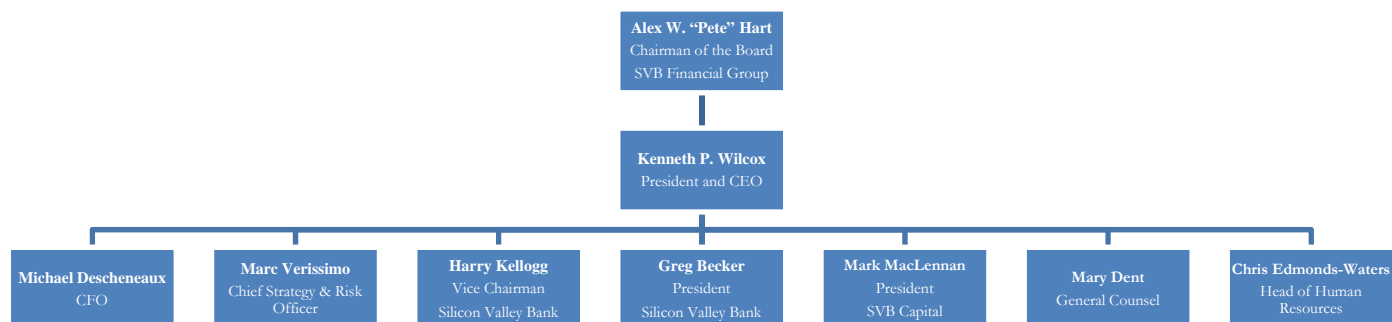 Alex W. “Pete” Hart
Chairman of the Board
SVB Financial Group
Kenneth P. Wilcox
President and CEO
Michael Descheneaux
CFO
Marc Verissimo
Chief Strategy & Risk
Officer
Harry Kellogg
Vice Chairman
Silicon Valley Bank
Greg Becker
President
Silicon Valley Bank
Mark MacLennan
President
SVB Capital
Mary Dent
General Counsel
Chris Edmonds-Waters
Head of Human
Resources